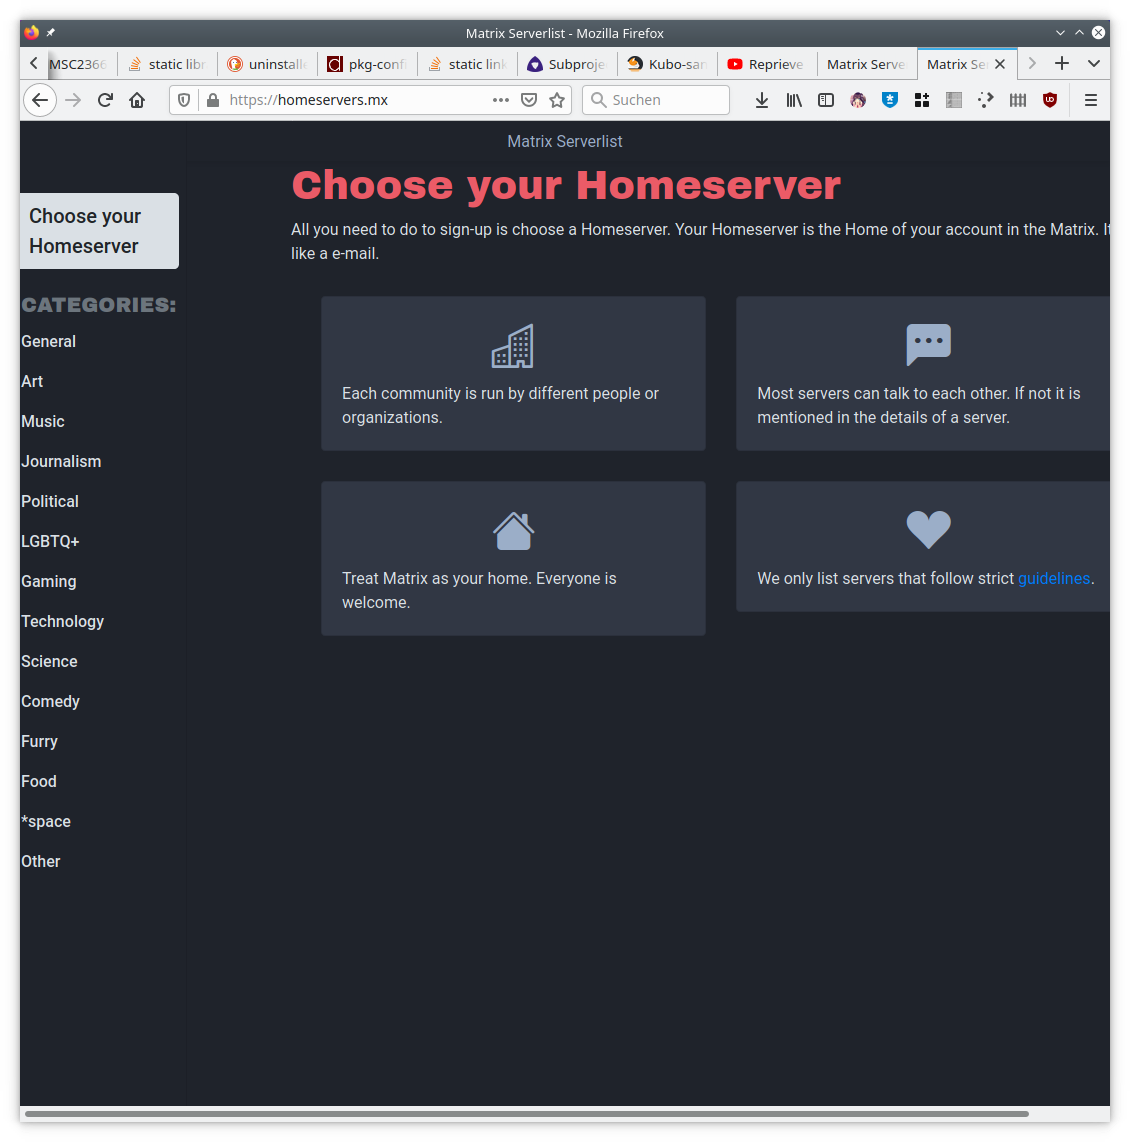 Matrix Serverlist - Mozilla Firefox
MSC2366
static libr
uninstall
pkg-conf
static link
Subproje
Kubo-san
Reprieve
Matrix Serve
Matrix Se
https://homeservers.mx
Suchen
Matrix Serverlist
Choose your
Homeserver
CATEGORIES:
General
Art
Music
Journalism
Political
LGBTQ+
Gaming
Technology
Science
Comedy
Furry
Food
*space
Other
Choose your Homeserver
All you need to do to sign-up is choose a Homeserver. Your Homeserver is the Home of your account in the Matrix. It
like a e-mail.
Each community is run by different people or
organizations.
Most servers can talk to each other. If not it is
mentioned in the details of a server.
Treat Matrix as your home. Everyone is
welcome.
We only list servers that follow strict guidelines.